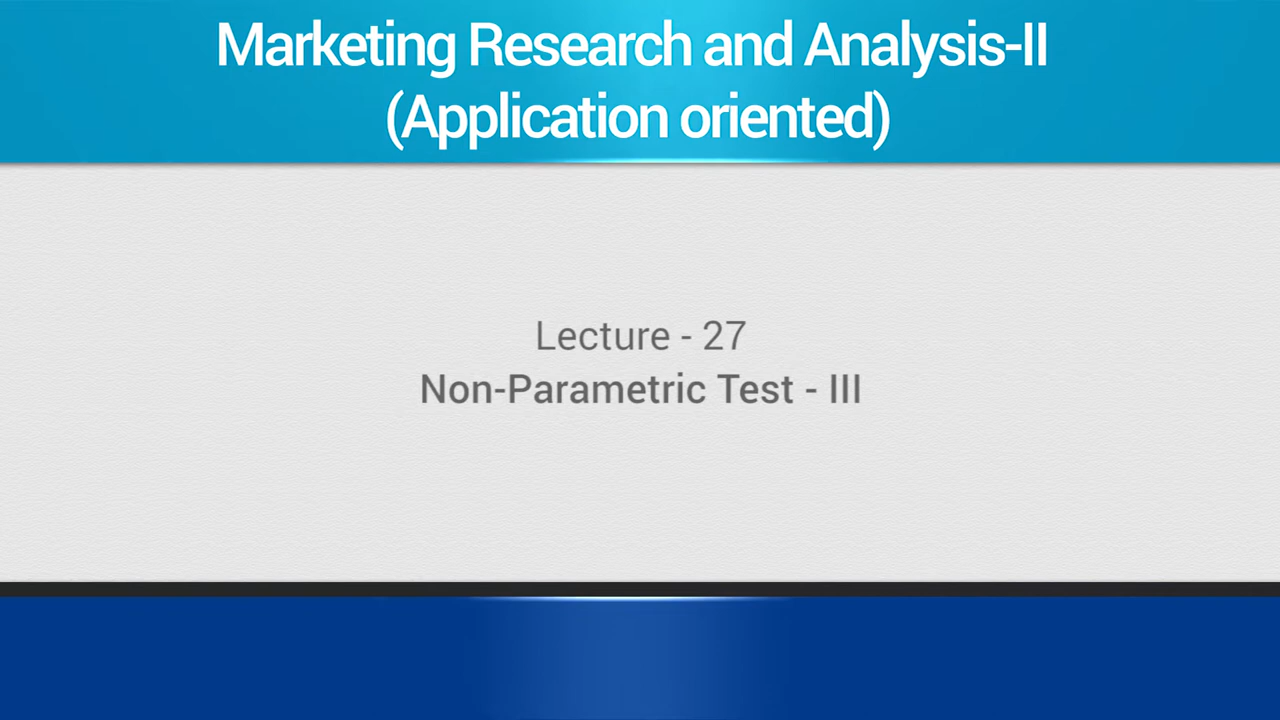 Marketing Research and Analysis-II
(Application oriented)
Lecture - 27
Non-Parametric Test - III